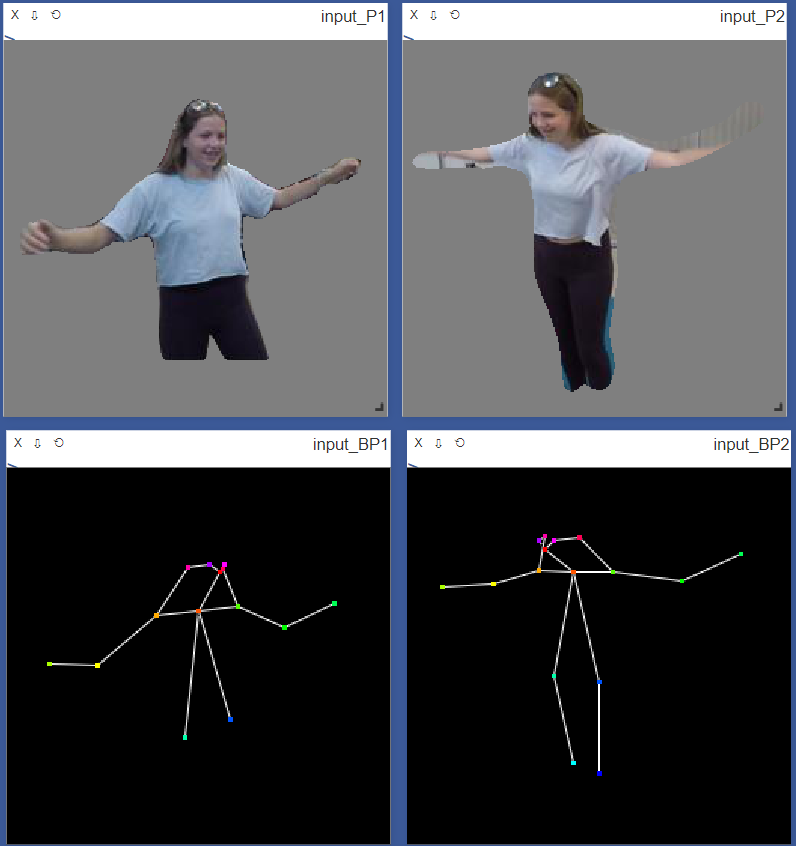 X ⇩ ⟲ input_P1
X ⇩ ⟲ input_P2
X ⇩ ⟲ input_BP1
X ⇩ ⟲ input_BP2